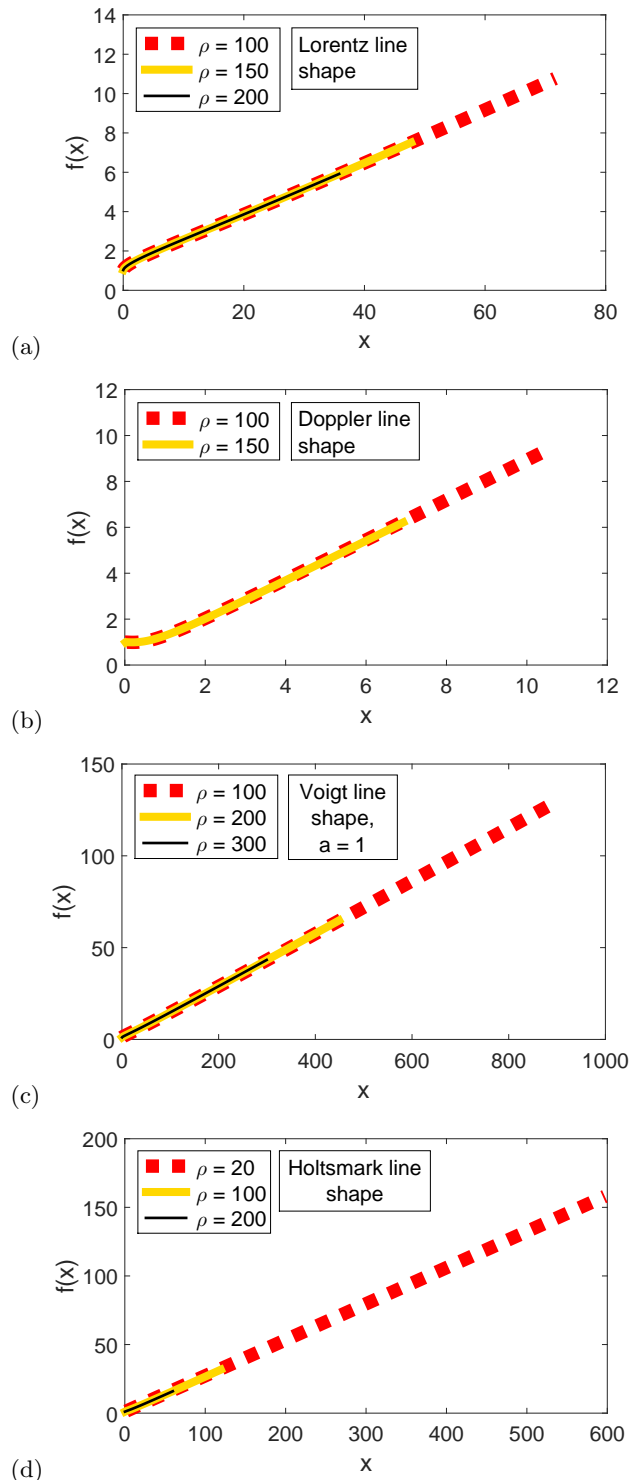 14
12
10
8
6
4
2
0
0 20 40 60 80
f(x)
x
ρ = 100
ρ = 150
ρ = 200
Lorentz line
shape
(a)
12
10
8
6
4
2
0
0 2 4 6 8 10 12
f(x)
x
ρ = 100
ρ = 150
Doppler line
shape
(b)
150
100
50
0
0 200 400 600 800 1000
f(x)
x
ρ = 100
ρ = 200
ρ = 300
Voigt line
shape,
a = 1
(c)
200
150
100
50
0
0 100 200 300 400 500 600
f(x)
x
ρ = 20
ρ = 100
ρ = 200
Holtsmark line
shape
(d)